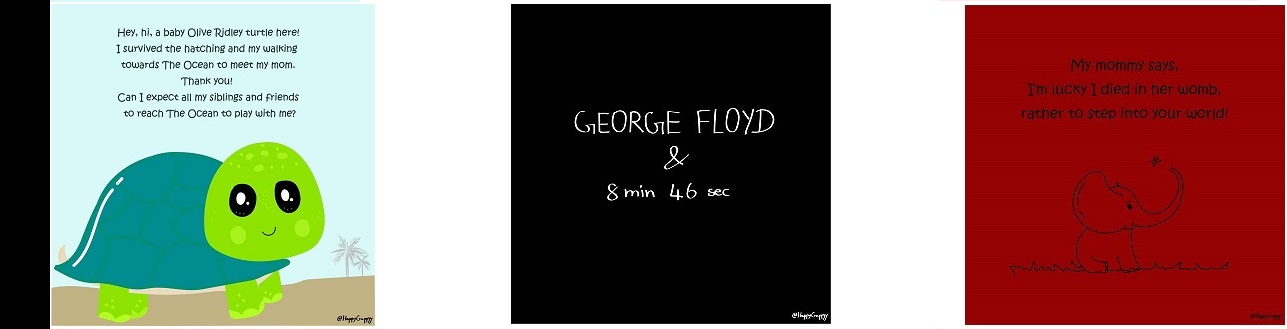 Hey, hi, a baby Olive Ridley turtle here!
I survived the hatching and my walking
towards The Ocean to meet my mom.
Thank you!
Can I expect all my siblings and friends
to reach The Ocean to play with me?
@HappyCrappyy
GEORGE FLOYD
&
8 min 46 sec
@HappyCrappyy
My mommy says,
I'm lucky I died in her womb,
rather to step into your world!